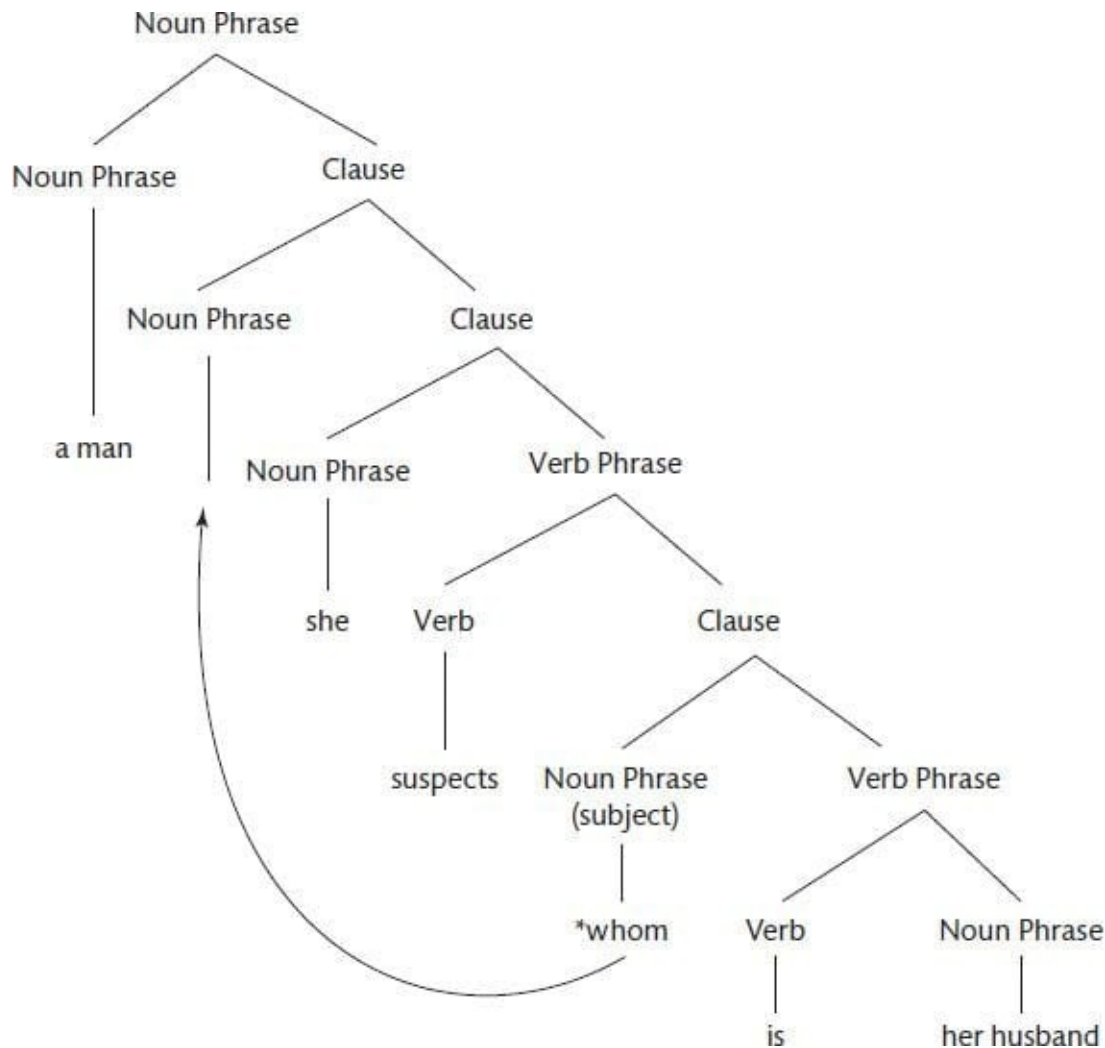 Noun Phrase
Noun Phrase
Clause
Noun Phrase
Clause
a man
Noun Phrase
Verb Phrase
she
Verb
Clause
suspects
Noun Phrase
(subject)
Verb Phrase
*whom
Verb
Noun Phrase
is
her husband